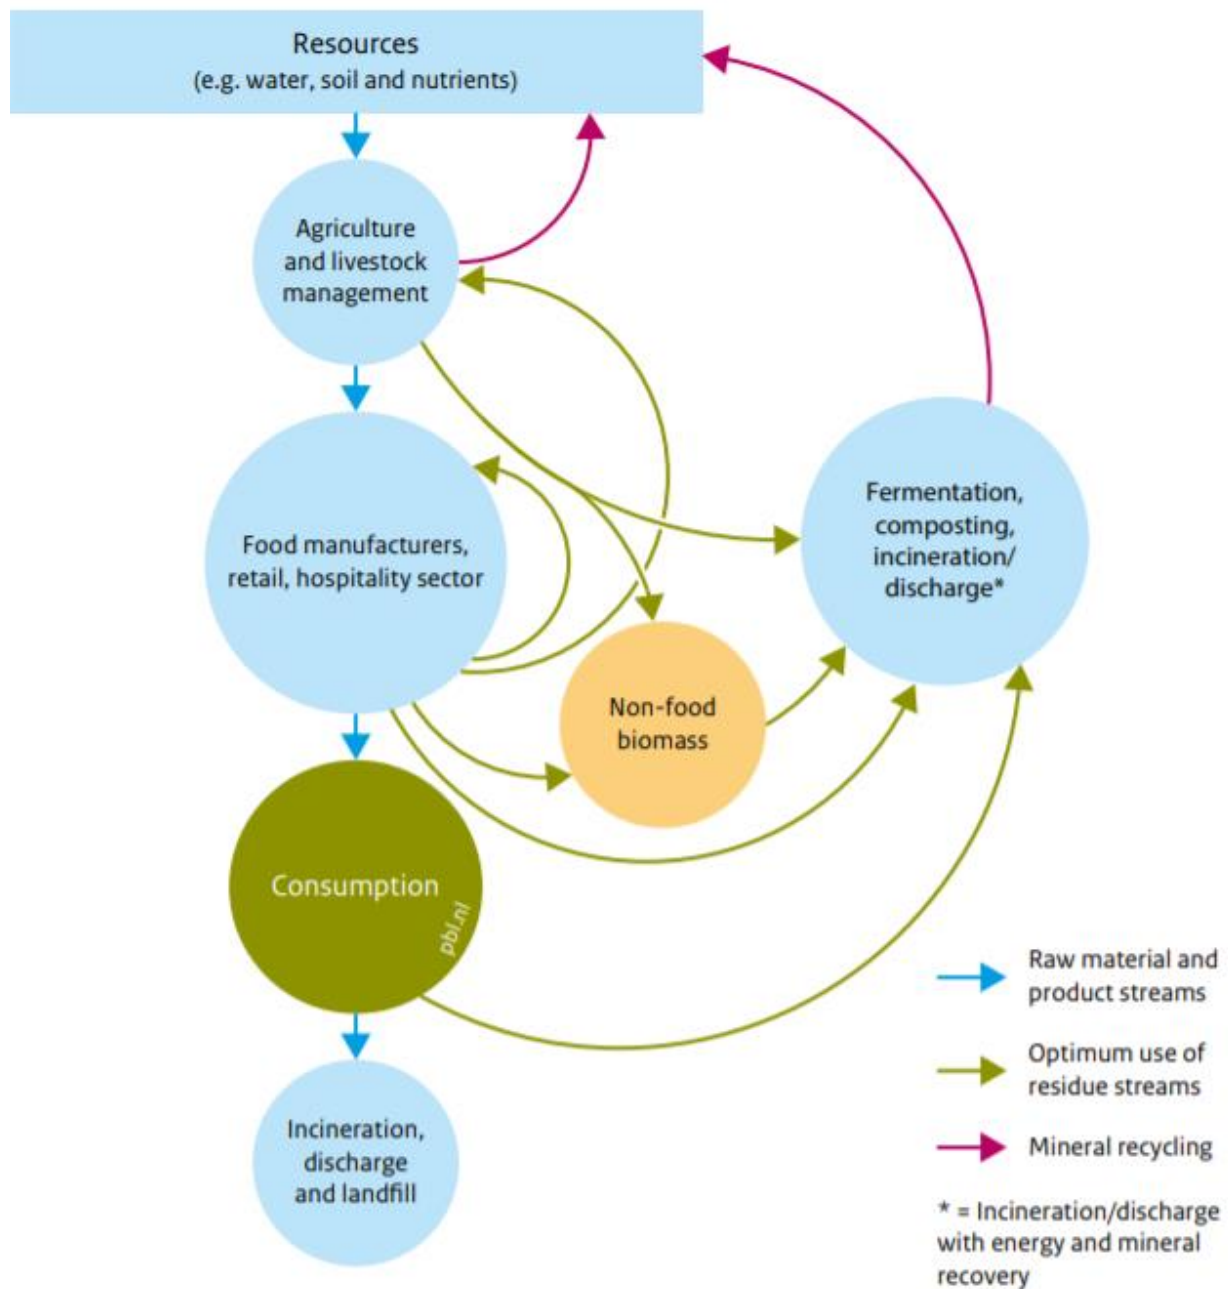 Resources
(e.g. water, soil and nutrients)
Agriculture
and livestock
management
Food manufacturers,
retail, hospitality sector
Fermentation,
composting,
incineration/
discharge*
Non-food
biomass
Consumption
pbl.nl
Incineration,
discharge
and landfill
Raw material and
product streams
Optimum use of
residue streams
Mineral recycling
* = Incineration/discharge
with energy and mineral
recovery